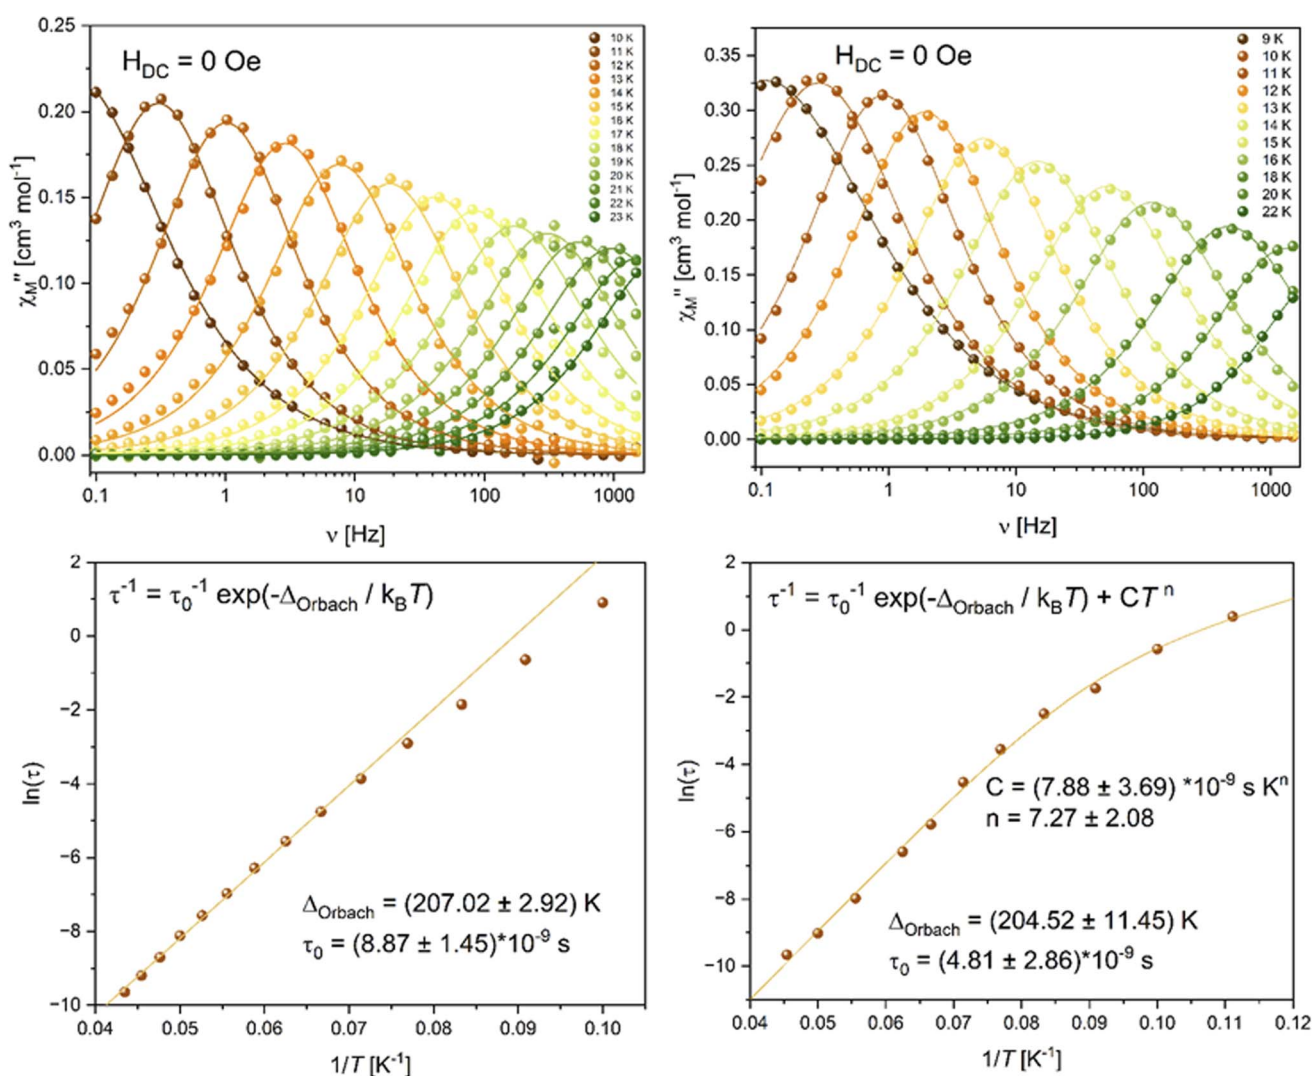 H_DC = 0 Oe
10 K
11 K
12 K
13 K
14 K
15 K
16 K
17 K
18 K
19 K
20 K
21 K
22 K
23 K
0.25
0.20
0.15
0.10
0.05
0.00
χ_M'' [cm³ mol⁻¹]
0.1 1 10 100 1000
ν [Hz]
H_DC = 0 Oe
9 K
10 K
11 K
12 K
13 K
14 K
15 K
16 K
18 K
20 K
22 K
0.35
0.30
0.25
0.20
0.15
0.10
0.05
0.00
χ_M'' [cm³ mol⁻¹]
0.1 1 10 100 1000
ν [Hz]
τ⁻¹ = τ₀⁻¹ exp(-Δ_Orbach / k_BT)
2
0
−2
−4
−6
−8
−10
ln(τ)
Δ_Orbach = (207.02 ± 2.92) K
τ₀ = (8.87 ± 1.45)*10⁻⁹ s
0.04 0.05 0.06 0.07 0.08 0.09 0.10
1/T [K⁻¹]
τ⁻¹ = τ₀⁻¹ exp(-Δ_Orbach / k_BT) + CTⁿ
2
0
−2
−4
−6
−8
−10
ln(τ)
C = (7.88 ± 3.69) *10⁻⁹ s Kⁿ
n = 7.27 ± 2.08
Δ_Orbach = (204.52 ± 11.45) K
τ₀ = (4.81 ± 2.86)*10⁻⁹ s
0.04 0.05 0.06 0.07 0.08 0.09 0.10 0.11 0.12
1/T [K⁻¹]